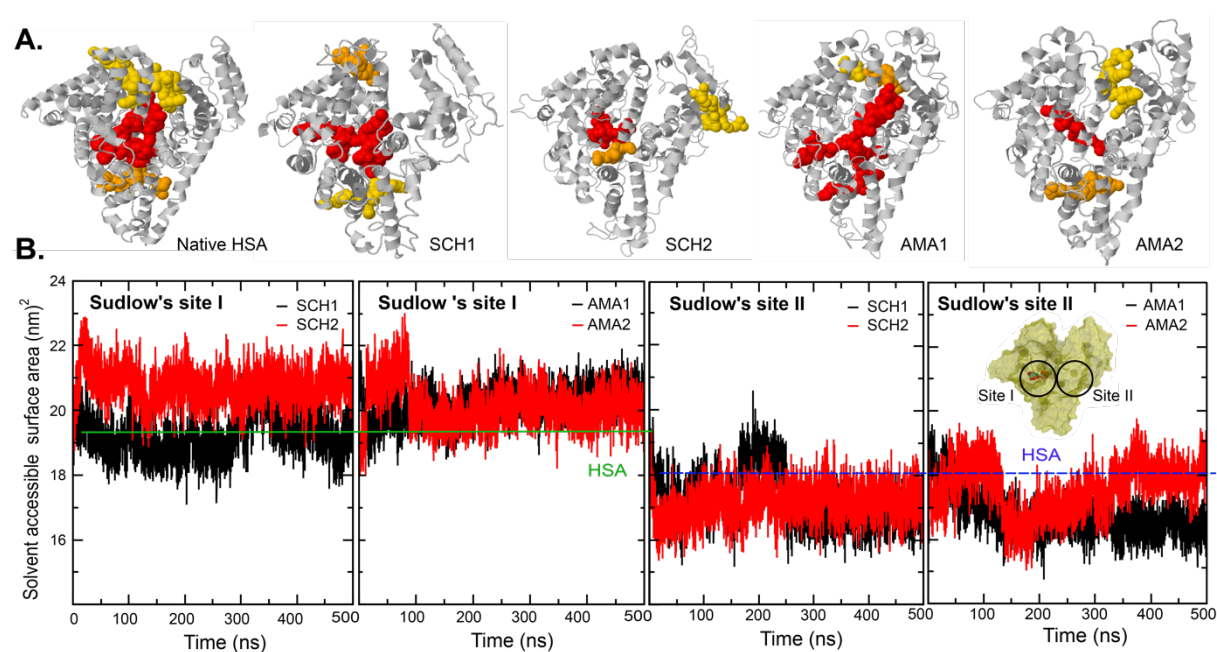 A.
Native HSA
SCH1
SCH2
AMA1
AMA2
B.
Solvent accessible surface area (nm)2
24
22
20
18
16
Sudlow's site I
SCH1
SCH2
HSA
0 100 200 300 400 500
Time (ns)
Sudlow 's site I
AMA1
AMA2
HSA
100 200 300 400 500
Time (ns)
Sudlow's site II
SCH1
SCH2
0 100 200 300 400 500
Time (ns)
Sudlow's site II
AMA1
AMA2
Site I
Site II
HSA
0 100 200 300 400 500
Time (ns)